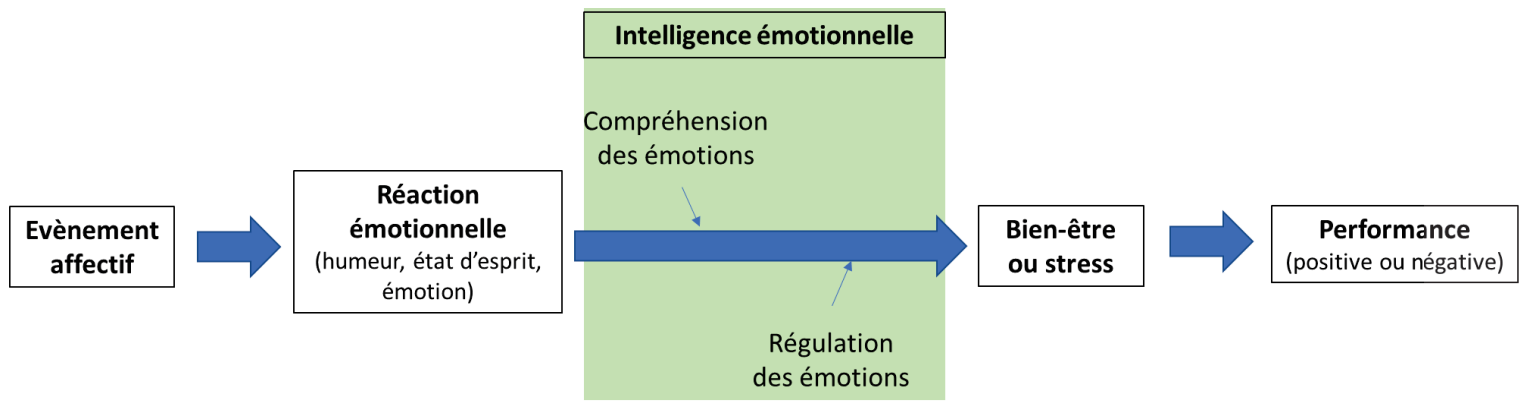 Intelligence émotionnelle
Compréhension
des émotions
Evènement
affectif
Réaction
émotionnelle
(humeur, état d’esprit,
émotion)
Bien-être
ou stress
Performance
(positive ou négative)
Régulation
des émotions